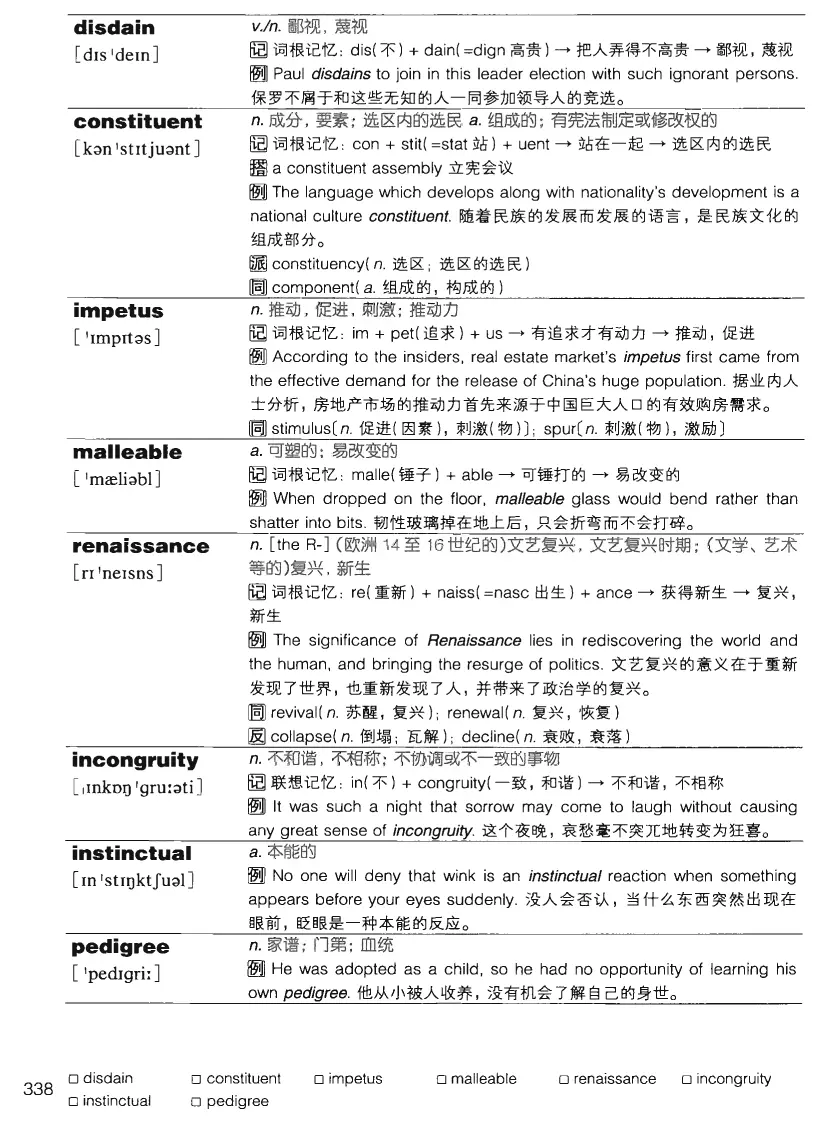 disdain v./n. 鄙视，蔑视
[dɪsˈdeɪn] 记 词根记忆：dis(不) + dain(=dign 高贵) → 把人弄得不高贵 → 鄙视，蔑视
例 Paul disdains to join in this leader election with such ignorant persons.
保罗不屑于和这些无知的人一同参加领导人的竞选。
constituent n. 成分，要素；选区内的选民 a. 组成的；有宪法制定或修改权的
[kənˈstɪtjuənt] 记 词根记忆：con + stit(=stat 站) + uent → 站在一起 → 选区内的选民
搭 a constituent assembly 立宪会议
例 The language which develops along with nationality's development is a
national culture constituent. 随着民族的发展而发展的语言，是民族文化的
组成部分。
派 constituency(n. 选区；选区的选民)
同 component(a. 组成的，构成的)
impetus n. 推动，促进，刺激；推动力
[ˈɪmpɪtəs] 记 词根记忆：im + pet(追求) + us → 有追求才有动力 → 推动，促进
例 According to the insiders, real estate market's impetus first came from
the effective demand for the release of China's huge population. 据业内人
士分析，房地产市场的推动力首先来源于中国巨大人口的有效购房需求。
同 stimulus〔n. 促进(因素)，刺激(物)〕；spur〔n. 刺激(物)，激励〕
malleable a. 可塑的；易改变的
[ˈmæliəbl] 记 词根记忆：malle(锤子) + able → 可锤打的 → 易改变的
例 When dropped on the floor, malleable glass would bend rather than
shatter into bits. 韧性玻璃掉在地上后，只会折弯而不会打碎。
renaissance n. [the R-] (欧洲 14 至 16 世纪的)文艺复兴，文艺复兴时期；(文学、艺术
[rɪˈneɪsns] 等的)复兴，新生
记 词根记忆：re(重新) + naiss(=nasc 出生) + ance → 获得新生 → 复兴，
新生
例 The significance of Renaissance lies in rediscovering the world and
the human, and bringing the resurge of politics. 文艺复兴的意义在于重新
发现了世界，也重新发现了人，并带来了政治学的复兴。
同 revival(n. 苏醒，复兴)；renewal(n. 复兴，恢复)
反 collapse(n. 倒塌；瓦解)；decline(n. 衰败，衰落)
incongruity n. 不和谐，不相称；不协调或不一致的事物
[ˌɪnkɒŋˈɡruːəti] 记 联想记忆：in(不) + congruity(一致，和谐) → 不和谐，不相称
例 It was such a night that sorrow may come to laugh without causing
any great sense of incongruity. 这个夜晚，哀愁毫不突兀地转变为狂喜。
instinctual a. 本能的
[ɪnˈstɪŋktʃuəl] 例 No one will deny that wink is an instinctual reaction when something
appears before your eyes suddenly. 没人会否认，当什么东西突然出现在
眼前，眨眼是一种本能的反应。
pedigree n. 家谱；门第；血统
[ˈpedɪɡriː] 例 He was adopted as a child, so he had no opportunity of learning his
own pedigree. 他从小被人收养，没有机会了解自己的身世。
338 □ disdain □ constituent □ impetus □ malleable □ renaissance □ incongruity
□ instinctual □ pedigree